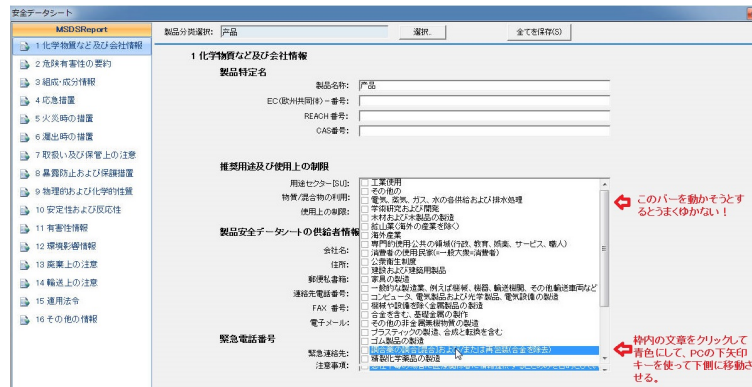 安全データシート
MSDSReport
1 化学物質など及び会社情報
2 危険有害性の要約
3 組成・成分情報
4 応急措置
5 火災時の措置
6 漏出時の措置
7 取扱い及び保管上の注意
8 暴露防止および保護措置
9 物理的および化学的性質
10 安定性および反応性
11 有害性情報
12 環境影響情報
13 廃棄上の注意
14 輸送上の注意
15 適用法令
16 その他の情報
製品分类選択: 产品
選択.
全てを保存(S)
1 化学物質など及び会社情報
製品特定名
製品名称: 产品
EC(欧州共同体)-番号:
REACH 番号:
CAS番号:
推奨用途及び使用上の制限
用途セクター[SU]:
物質/混合物の利用:
使用上の制限:
製品安全データシートの供給者情報
会社名:
住所:
郵便私書箱:
連絡先電話番号:
FAX 番号:
電子メール:
緊急電話番号
緊急連絡先:
注意事項:
工業使用
その他の
電気、蒸気、ガス、水の各供給および排水処理
学術研究および開発
木材および木製品の製造
鉱山業(海外の産業を除く)
海外産業
専門的使用公共の領域(行政、教育、娯楽、サービス、職人)
消費者の使用民家(=一般大衆=消費者)
公衆衛生制度
建設および建築用製品
家具の製造
一般的な製造業、例えば機械、機器、輸送機関、その他輸送車両など
コンピュータ、電気製品および光学製品、電気設備の製造
機械や設備を除く金属製品の製造
合金を含む、基礎金属の製作
その他の非金属無機物質の製造
プラスティックの製造、合成と転換を含む
ゴム製品の製造
精製化学薬品の製造
このバーを動かそうとするとうまくゆかない！
枠内の文章をクリックして
青色にして、PCの下矢印
キーを使って下側に移動さ
せる。